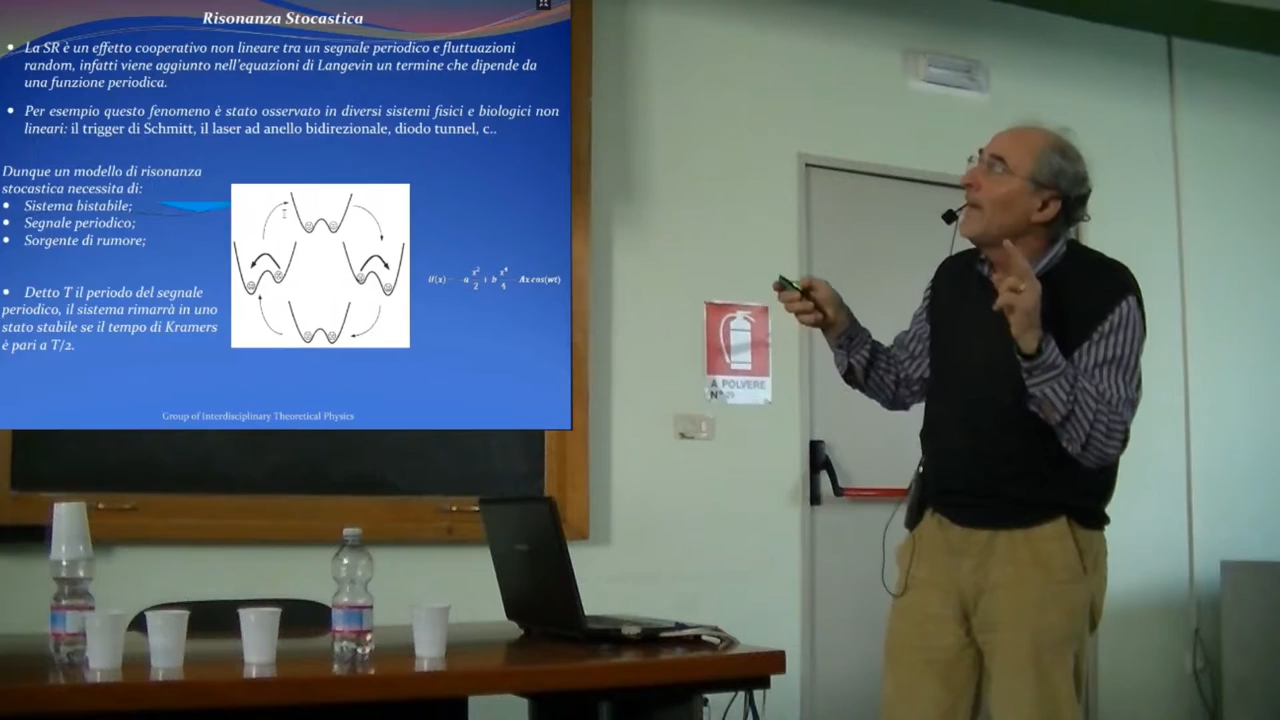 Risonanza Stocastica
La SR è un effetto cooperativo non lineare tra un segnale periodico e fluttuazioni
random, infatti viene aggiunto nell'equazioni di Langevin un termine che dipende da
una funzione periodica.
Per esempio questo fenomeno è stato osservato in diversi sistemi fisici e biologici non
lineari: il trigger di Schmitt, il laser ad anello bidirezionale, diodo tunnel, c..
Dunque un modello di risonanza
stocastica necessita di:
Sistema bistabile;
Segnale periodico;
Sorgente di rumore;
Detto T il periodo del segnale
periodico, il sistema rimarrà in uno
stato stabile se il tempo di Kramers
è pari a T/2.
Group of Interdisciplinary Theoretical Physics
A POLVERE
N°